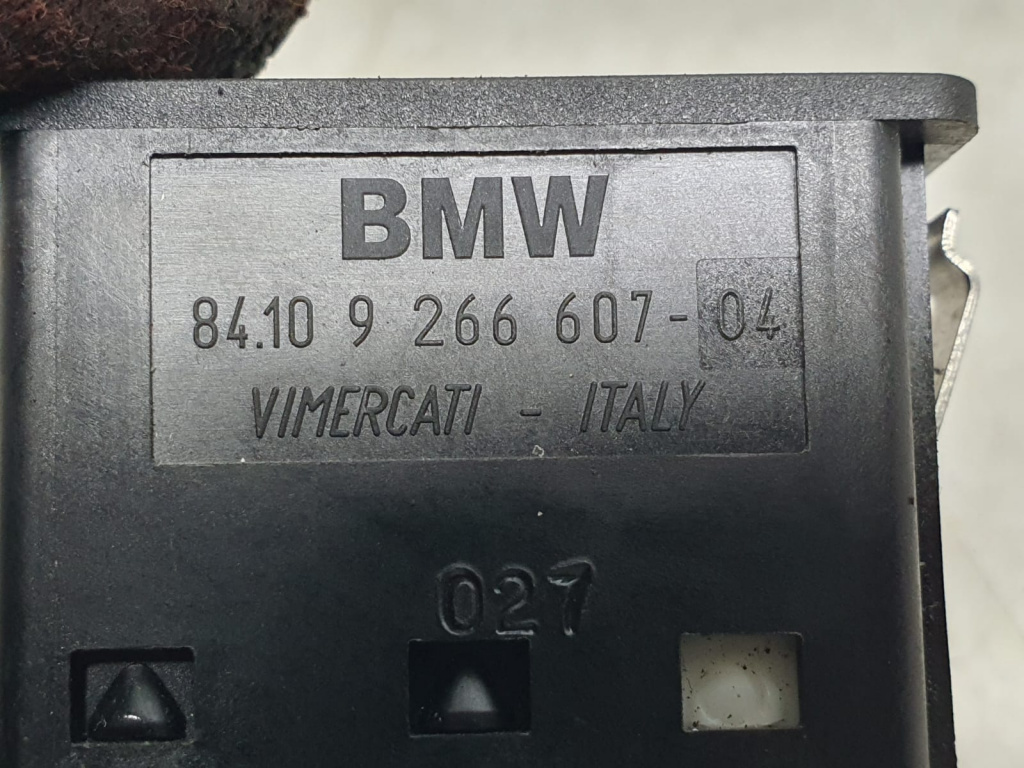 BMW
84.10 9 266 607-04
VIMERCATI - ITALY
027